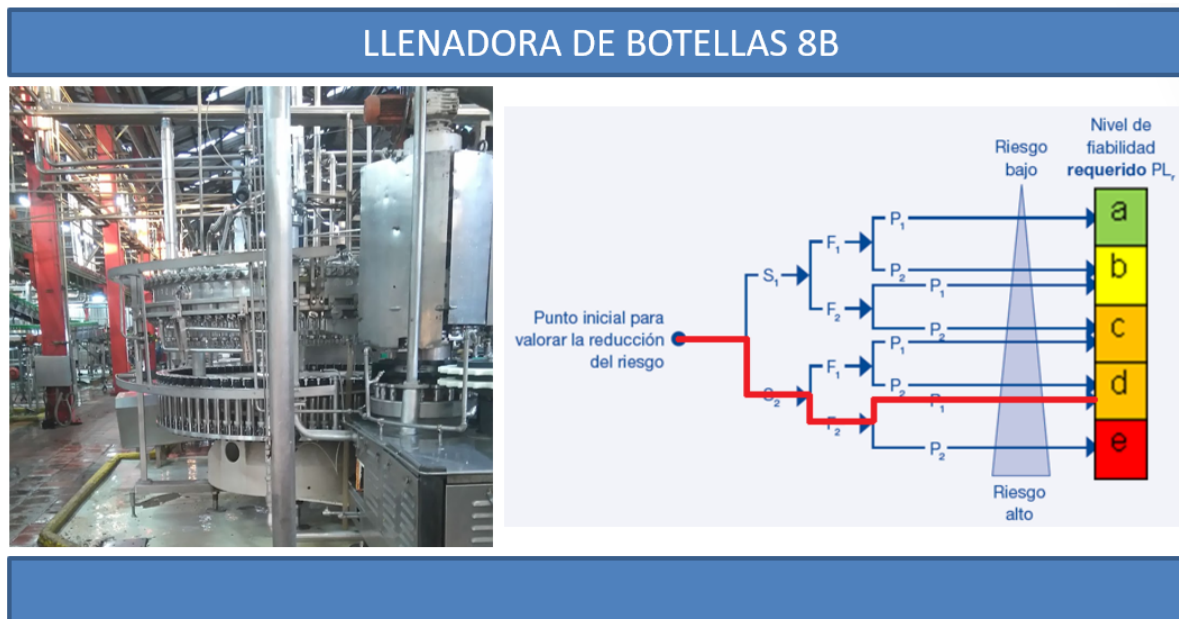 LLENADORA DE BOTELLAS 8B
Nivel de
fiabilidad
requerido PLr
Riesgo
bajo
a
P1
F1
b
P2
S1
P1
F2
c
Punto inicial para
valorar la reducción
del riesgo
P2
F1
P1
d
P2
S2
P1
F2
e
P2
Riesgo
alto